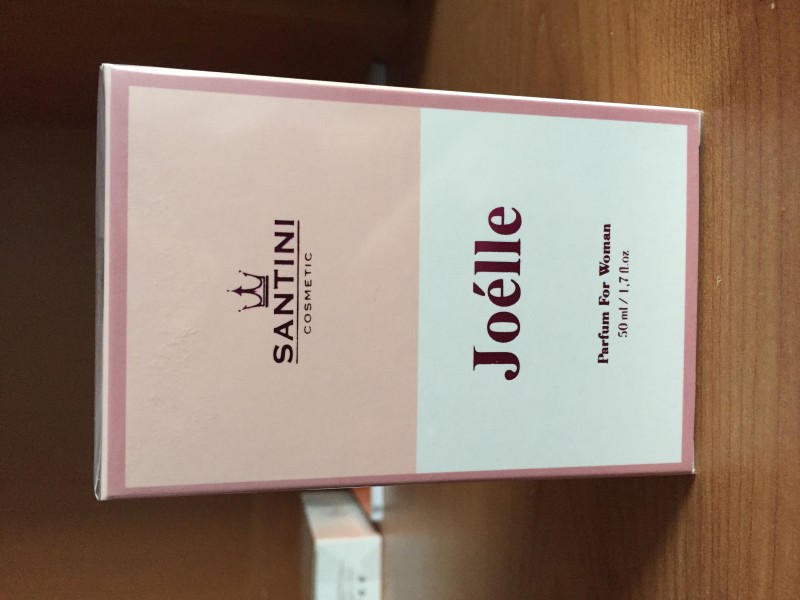 SANTINI
COSMETIC
Joélle
Parfum For Woman
50 ml / 1,7 fl.oz